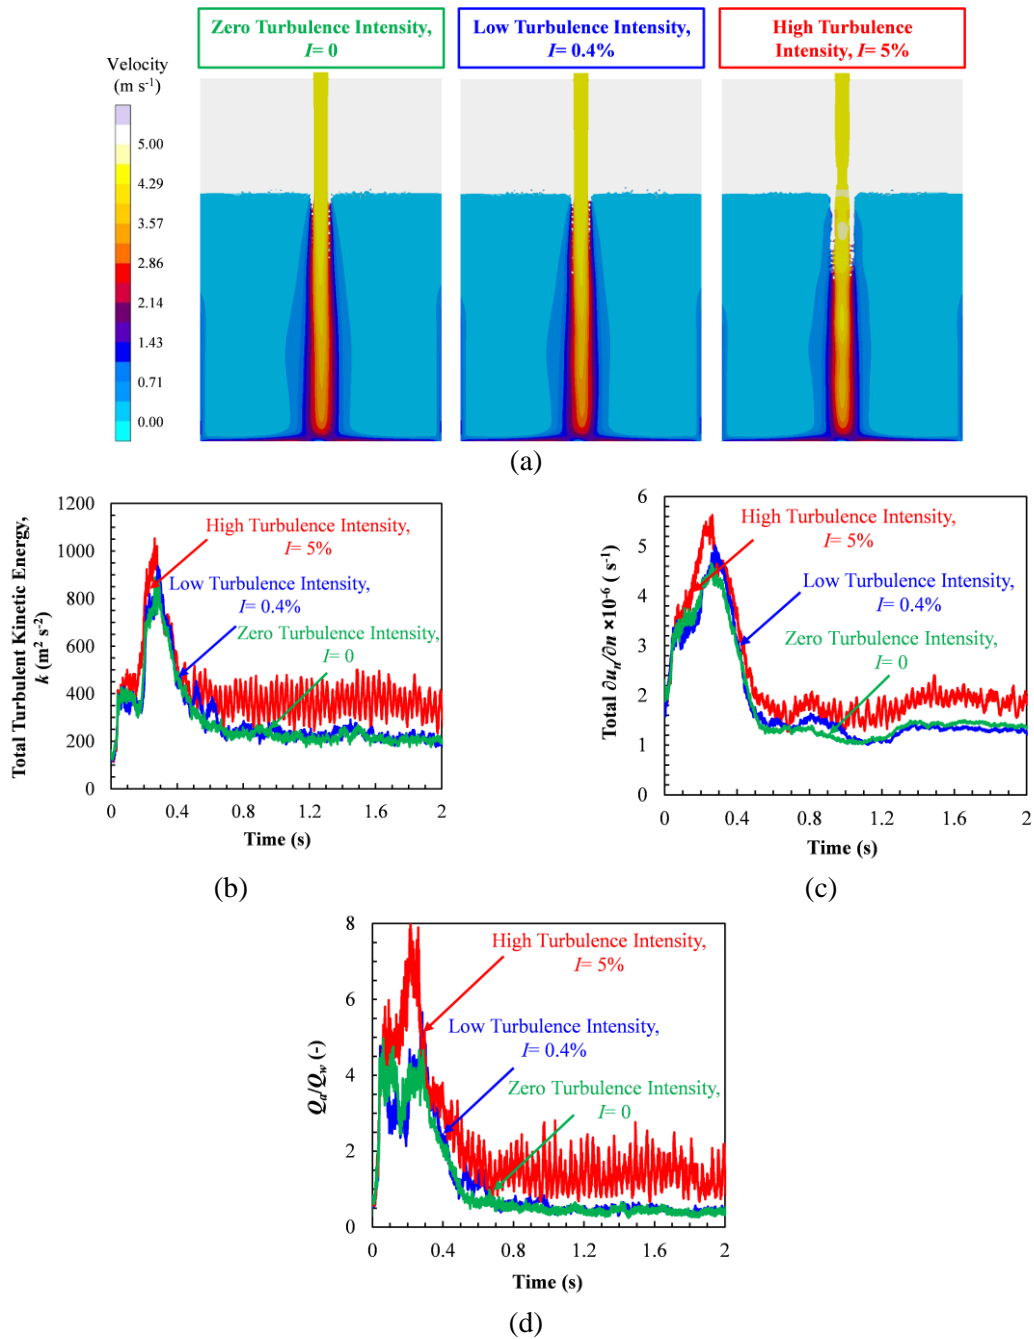 Zero Turbulence Intensity,
I= 0
Low Turbulence Intensity,
I= 0.4%
High Turbulence
Intensity, I= 5%
Velocity
(m s⁻¹)
5.00
4.29
3.57
2.86
2.14
1.43
0.71
0.00
(a)
Total Turbulent Kinetic Energy,
k (m² s⁻²)
1200
1000
800
600
400
200
0
High Turbulence Intensity,
I= 5%
Low Turbulence Intensity,
I= 0.4%
Zero Turbulence Intensity,
I= 0
0 0.4 0.8 1.2 1.6 2
Time (s)
(b)
Total ∂uₙ/∂n ×10⁻⁶ ( s⁻¹)
6
5
4
3
2
1
0
High Turbulence Intensity,
I= 5%
Low Turbulence Intensity,
I= 0.4%
Zero Turbulence Intensity,
I= 0
0 0.4 0.8 1.2 1.6 2
Time (s)
(c)
Qₐ/Q_w (-)
8
6
4
2
0
High Turbulence Intensity,
I= 5%
Low Turbulence Intensity,
I= 0.4%
Zero Turbulence Intensity,
I= 0
0 0.4 0.8 1.2 1.6 2
Time (s)
(d)